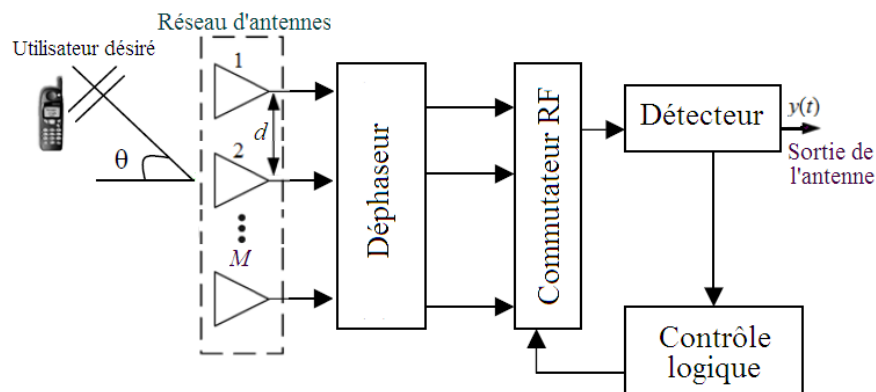 Réseau d'antennes
Utilisateur désiré
1
d
2
θ
M
Déphaseur
Commutateur RF
Détecteur
y(t)
Sortie de
l'antenne
Contrôle
logique